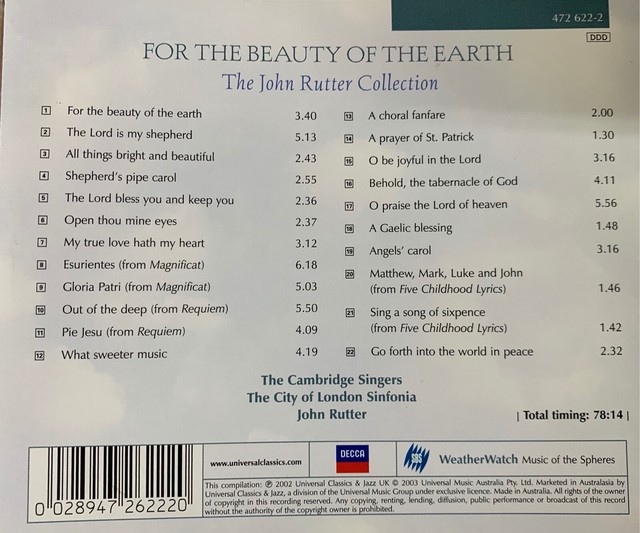 472 622-2
DDD
FOR THE BEAUTY OF THE EARTH
The John Rutter Collection
1 For the beauty of the earth 3.40
2 The Lord is my shepherd 5.13
3 All things bright and beautiful 2.43
4 Shepherd's pipe carol 2.55
5 The Lord bless you and keep you 2.36
6 Open thou mine eyes 2.37
7 My true love hath my heart 3.12
8 Esurientes (from Magnificat) 6.18
9 Gloria Patri (from Magnificat) 5.03
10 Out of the deep (from Requiem) 5.50
11 Pie Jesu (from Requiem) 4.09
12 What sweeter music 4.19
13 A choral fanfare 2.00
14 A prayer of St. Patrick 1.30
15 O be joyful in the Lord 3.16
16 Behold, the tabernacle of God 4.11
17 O praise the Lord of heaven 5.56
18 A Gaelic blessing 1.48
19 Angels' carol 3.16
20 Matthew, Mark, Luke and John
(from Five Childhood Lyrics) 1.46
21 Sing a song of sixpence
(from Five Childhood Lyrics) 1.42
22 Go forth into the world in peace 2.32
The Cambridge Singers
The City of London Sinfonia
John Rutter
| Total timing: 78:14 |
0 028947 262220
www.universalclassics.com
DECCA
SBS
WeatherWatch Music of the Spheres
This compilation: ℗ 2002 Universal Classics & Jazz UK © 2003 Universal Music Australia Pty. Ltd. Marketed in Australasia by
Universal Classics & Jazz, a division of the Universal Music Group under exclusive licence. Made in Australia. All rights of the owner
of copyright in this recording reserved. Any copying, renting, lending, diffusion, public performance or broadcast of this record
without the authority of the copyright owner is prohibited.